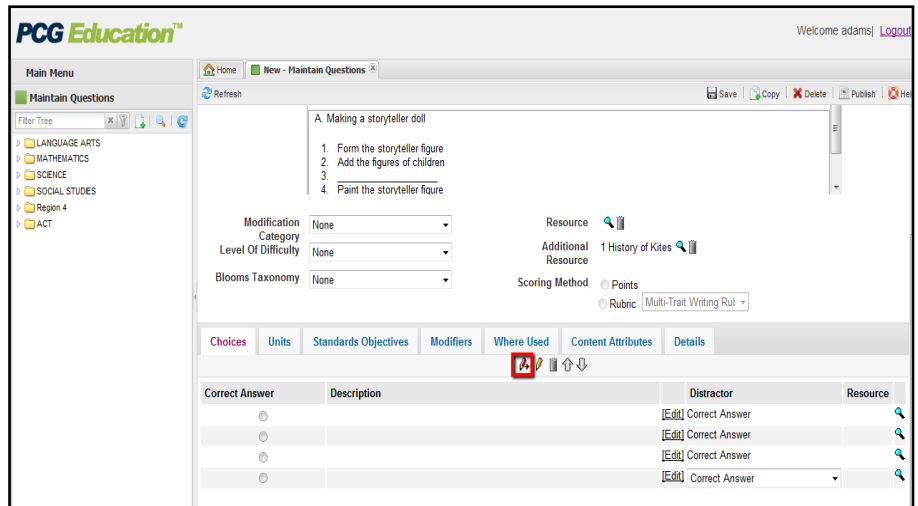 PCG Education™
Welcome adams| Logout
Main Menu
Maintain Questions
Filter Tree
LANGUAGE ARTS
MATHEMATICS
SCIENCE
SOCIAL STUDIES
Region 4
ACT
Home New - Maintain Questions
Refresh Save Copy Delete Publish Hel
A. Making a storyteller doll
1. Form the storyteller figure
2. Add the figures of children
3. ____________________
4. Paint the storyteller figure
Modification Category None
Level Of Difficulty None
Blooms Taxonomy None
Resource
Additional Resource 1 History of Kites
Scoring Method Points
Rubric Multi-Trait Writing Rul
Choices Units Standards Objectives Modifiers Where Used Content Attributes Details
Correct Answer Description Distractor Resource
[Edit] Correct Answer
[Edit] Correct Answer
[Edit] Correct Answer
[Edit] Correct Answer